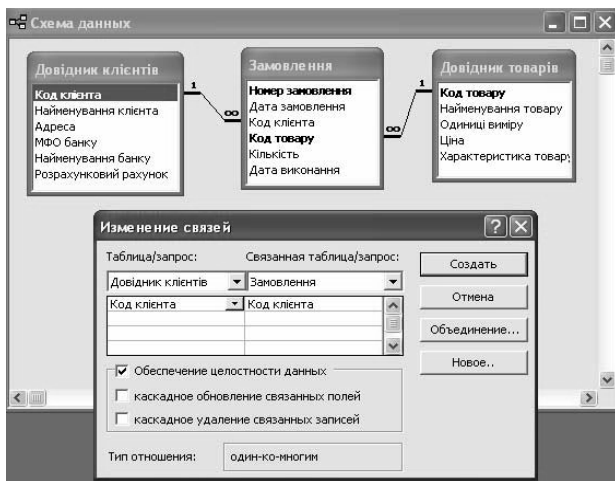 Схема данных
Довідник клієнтів
Код клієнта
Найменування клієнта
Адреса
МФО банку
Найменування банку
Розрахунковий рахунок
1
∞
Замовлення
Номер замовлення
Дата замовлення
Код клієнта
Код товару
Кількість
Дата виконання
∞
1
Довідник товарів
Код товару
Найменування товару
Одиниці виміру
Ціна
Характеристика товару
Изменение связей
Таблица/запрос: Связанная таблица/запрос:
Довідник клієнтів Замовлення
Код клієнта Код клієнта
Обеспечение целостности данных
каскадное обновление связанных полей
каскадное удаление связанных записей
Тип отношения: один-ко-многим
Создать
Отмена
Объединение...
Новое..